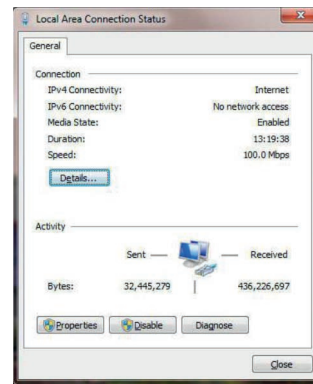 Local Area Connection Status
General
Connection
IPv4 Connectivity: Internet
IPv6 Connectivity: No network access
Media State: Enabled
Duration: 13:19:38
Speed: 100.0 Mbps
Details...
Activity
Sent — — Received
Bytes: 32,445,279 | 436,226,697
Properties Disable Diagnose
Close